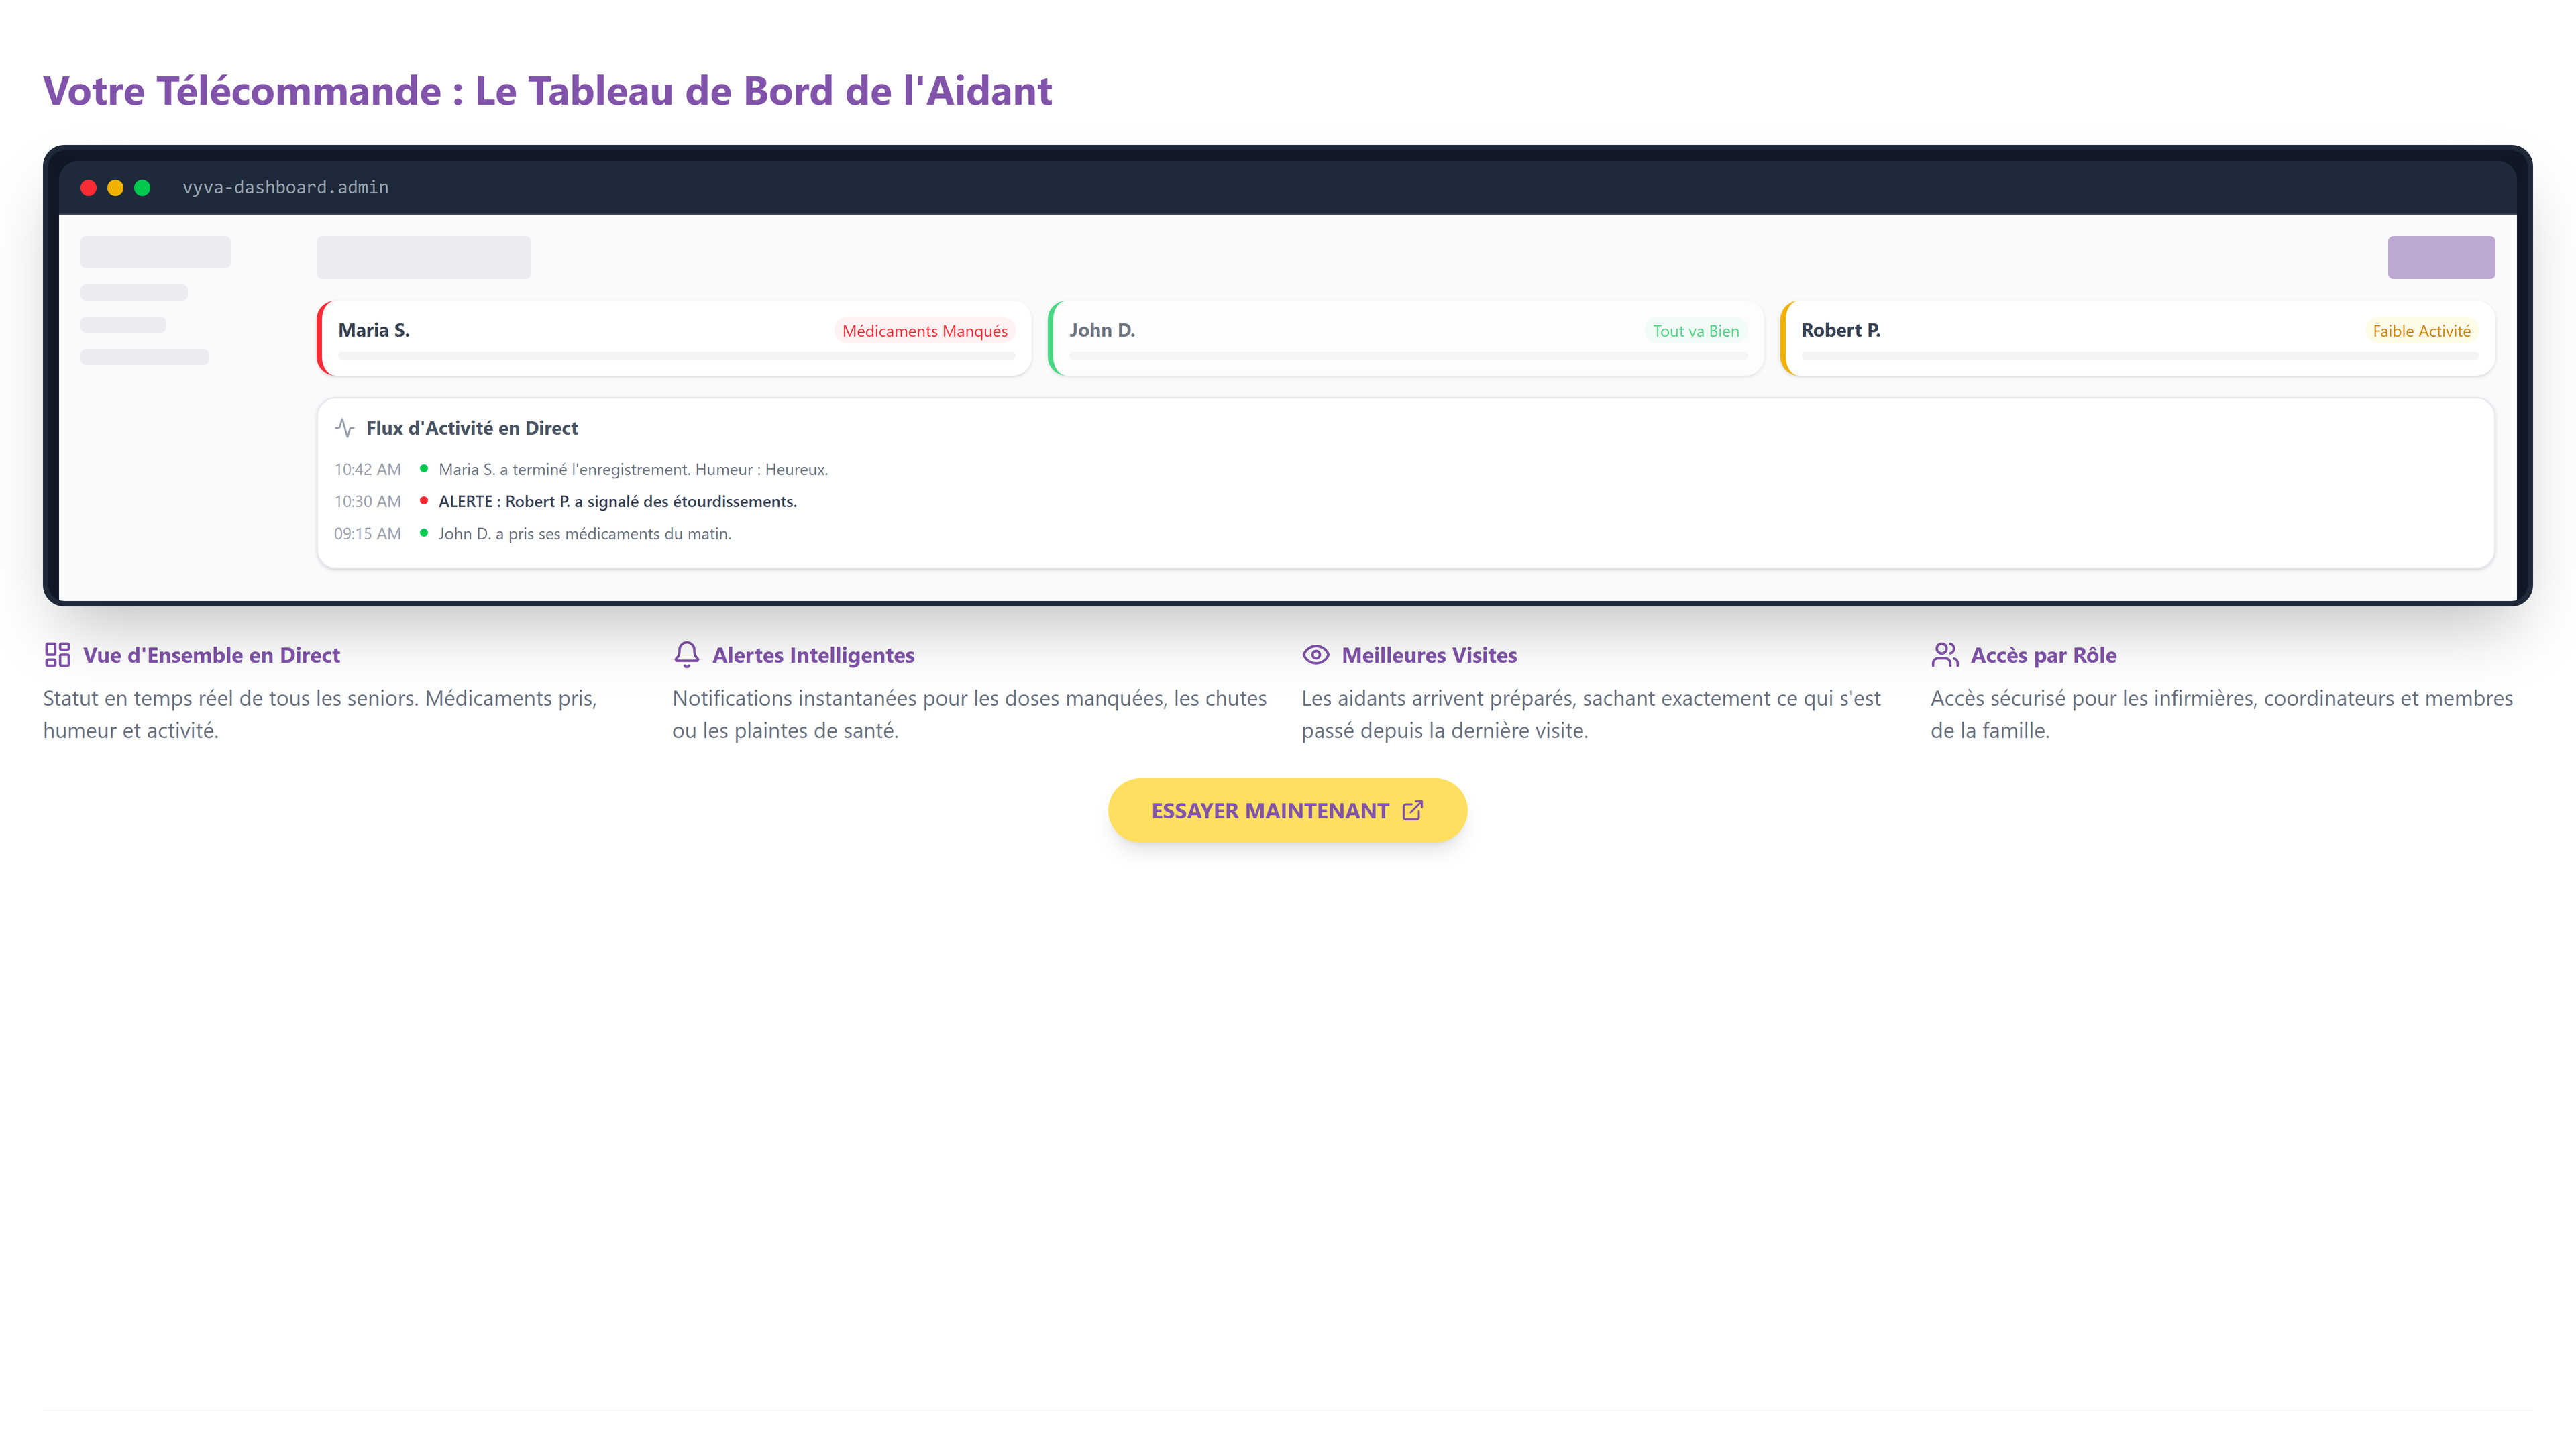 Votre Télécommande : Le Tableau de Bord de l'Aidant
vyva-dashboard.admin
Maria S.
Médicaments Manqués
John D.
Tout va Bien
Robert P.
Faible Activité
Flux d'Activité en Direct
10:42 AM Maria S. a terminé l'enregistrement. Humeur : Heureux.
10:30 AM ALERTE : Robert P. a signalé des étourdissements.
09:15 AM John D. a pris ses médicaments du matin.
Vue d'Ensemble en Direct
Statut en temps réel de tous les seniors. Médicaments pris,
humeur et activité.
Alertes Intelligentes
Notifications instantanées pour les doses manquées, les chutes
ou les plaintes de santé.
Meilleures Visites
Les aidants arrivent préparés, sachant exactement ce qui s'est
passé depuis la dernière visite.
Accès par Rôle
Accès sécurisé pour les infirmières, coordinateurs et membres
de la famille.
ESSAYER MAINTENANT